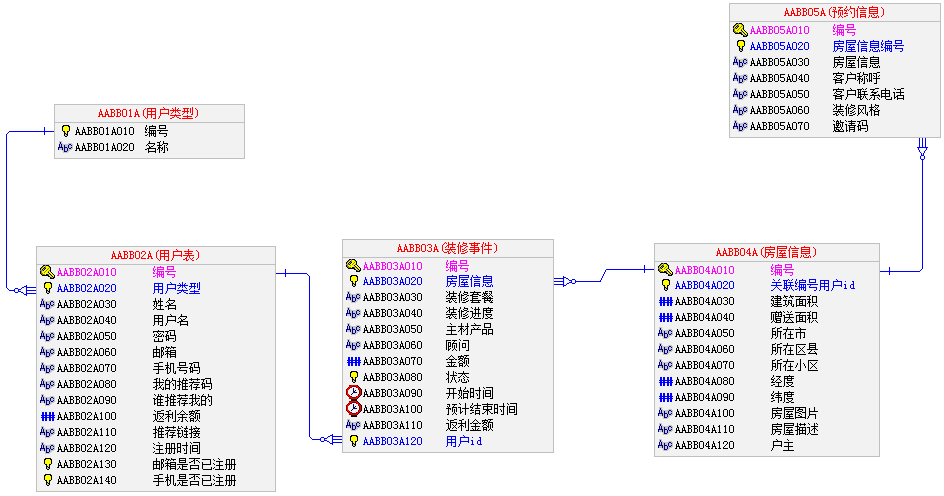 AABB05A(预约信息)
AABB05A010 编号
AABB05A020 房屋信息编号
AABB05A030 房屋信息
AABB05A040 客户称呼
AABB05A050 客户联系电话
AABB05A060 装修风格
AABB05A070 邀请码
AABB01A(用户类型)
AABB01A010 编号
AABB01A020 名称
AABB02A(用户表)
AABB02A010 编号
AABB02A020 用户类型
AABB02A030 姓名
AABB02A040 用户名
AABB02A050 密码
AABB02A060 邮箱
AABB02A070 手机号码
AABB02A080 我的推荐码
AABB02A090 谁推荐我的
AABB02A100 返利余额
AABB02A110 推荐链接
AABB02A120 注册时间
AABB02A130 邮箱是否已注册
AABB02A140 手机是否已注册
AABB03A(装修事件)
AABB03A010 编号
AABB03A020 房屋信息
AABB03A030 装修套餐
AABB03A040 装修进度
AABB03A050 主材产品
AABB03A060 顾问
AABB03A070 金额
AABB03A080 状态
AABB03A090 开始时间
AABB03A100 预计结束时间
AABB03A110 返利金额
AABB03A120 用户id
AABB04A(房屋信息)
AABB04A010 编号
AABB04A020 关联编号用户id
AABB04A030 建筑面积
AABB04A040 赠送面积
AABB04A050 所在市
AABB04A060 所在区县
AABB04A070 所在小区
AABB04A080 经度
AABB04A090 纬度
AABB04A100 房屋图片
AABB04A110 房屋描述
AABB04A120 户主